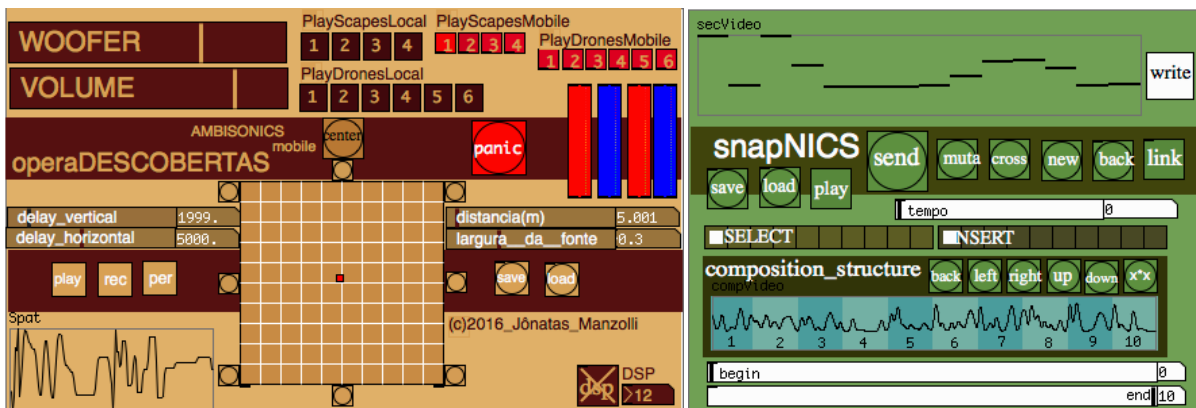 WOOFER
PlayScapesLocal
1 2 3 4
PlayScapesMobile
1 2 3 4
PlayDronesMobile
1 2 3 4 5 6
VOLUME
PlayDronesLocal
1 2 3 4 5 6
AMBISONICS
mobile
center
panic
operaDESCOBERTAS
delay_vertical 1999.
delay_horizontal 5000.
distancia(m) 5.001
largura__da_fonte 0.3
play rec per
save load
Spat
(c)2016_Jônatas_Manzolli
dsp
DSP
>12
secVideo
write
snapNICS
send muta cross new back link
save load play
tempo 0
SELECT
NSERT
composition_structure
back left right up down x*x
compVideo
1 2 3 4 5 6 7 8 9 10
begin 0
end 10